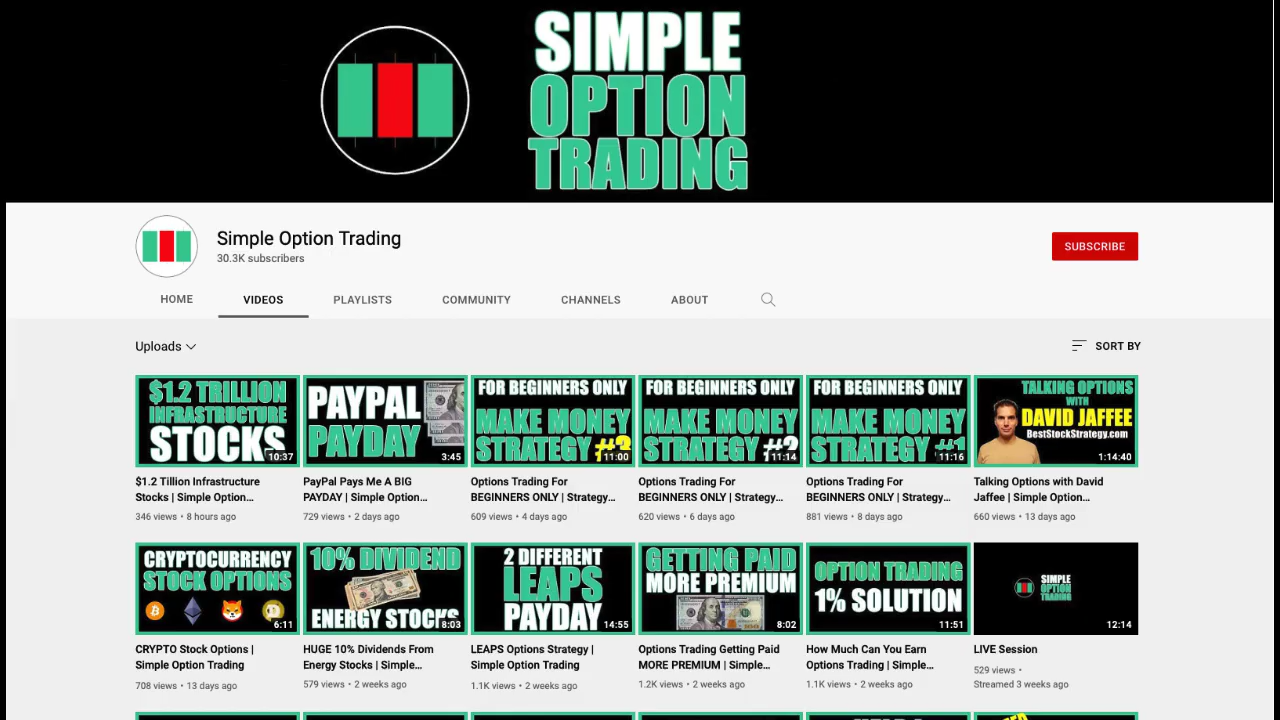 SIMPLE
OPTION
TRADING
Simple Option Trading
30.3K subscribers
SUBSCRIBE
HOME VIDEOS PLAYLISTS COMMUNITY CHANNELS ABOUT
Uploads
SORT BY
$1.2 TRILLION
INFRASTRUCTURE
STOCKS
10:37
PAYPAL
PAYDAY
3:45
FOR BEGINNERS ONLY
MAKE MONEY
STRATEGY #3
11:00
FOR BEGINNERS ONLY
MAKE MONEY
STRATEGY #2
11:14
FOR BEGINNERS ONLY
MAKE MONEY
STRATEGY #1
11:16
TALKING OPTIONS
WITH
DAVID JAFFEE
BestStockStrategy.com
1:14:40
$1.2 Tillion Infrastructure
Stocks | Simple Option...
346 views • 8 hours ago
PayPal Pays Me A BIG
PAYDAY | Simple Option...
729 views • 2 days ago
Options Trading For
BEGINNERS ONLY | Strategy...
609 views • 4 days ago
Options Trading For
BEGINNERS ONLY | Strategy...
620 views • 6 days ago
Options Trading For
BEGINNERS ONLY | Strategy...
881 views • 8 days ago
Talking Options with David
Jaffee | Simple Option...
660 views • 13 days ago
CRYPTOCURRENCY
STOCK OPTIONS
6:11
10% DIVIDEND
ENERGY STOCKS
8:03
2 DIFFERENT
LEAPS
PAYDAY
14:55
GETTING PAID
MORE PREMIUM
8:02
OPTION TRADING
1% SOLUTION
11:51
SIMPLE
OPTION
TRADING
12:14
CRYPTO Stock Options |
Simple Option Trading
708 views • 13 days ago
HUGE 10% Dividends From
Energy Stocks | Simple...
579 views • 2 weeks ago
LEAPS Options Strategy |
Simple Option Trading
1.1K views • 2 weeks ago
Options Trading Getting Paid
MORE PREMIUM | Simple...
1.2K views • 2 weeks ago
How Much Can You Earn
Options Trading | Simple...
1.1K views • 2 weeks ago
LIVE Session
529 views •
Streamed 3 weeks ago